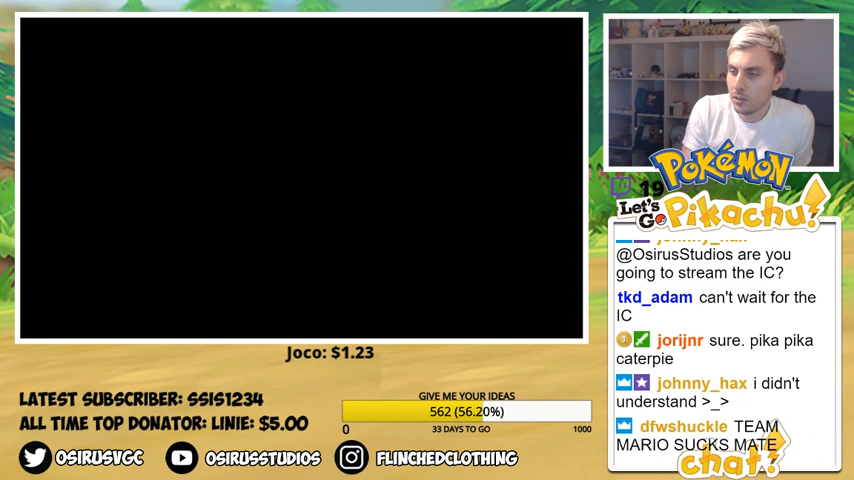 POKÉMON
19
Let's Go Pikachu!
johnny_hax
@OsirusStudios are you
going to stream the IC?
tkd_adam can't wait for the
IC
jorijnr sure. pika pika
caterpie
johnny_hax i didn't
understand >_>
dfwshuckle TEAM
MARIO SUCKS MATE
chat!
Joco: $1.23
LATEST SUBSCRIBER: SSIS1234
ALL TIME TOP DONATOR: LINIE: $5.00
GIVE ME YOUR IDEAS
562 (56.20%)
0 33 DAYS TO GO 1000
OSIRUSVGC OSIRUSSTUDIOS FLINCHEDCLOTHING